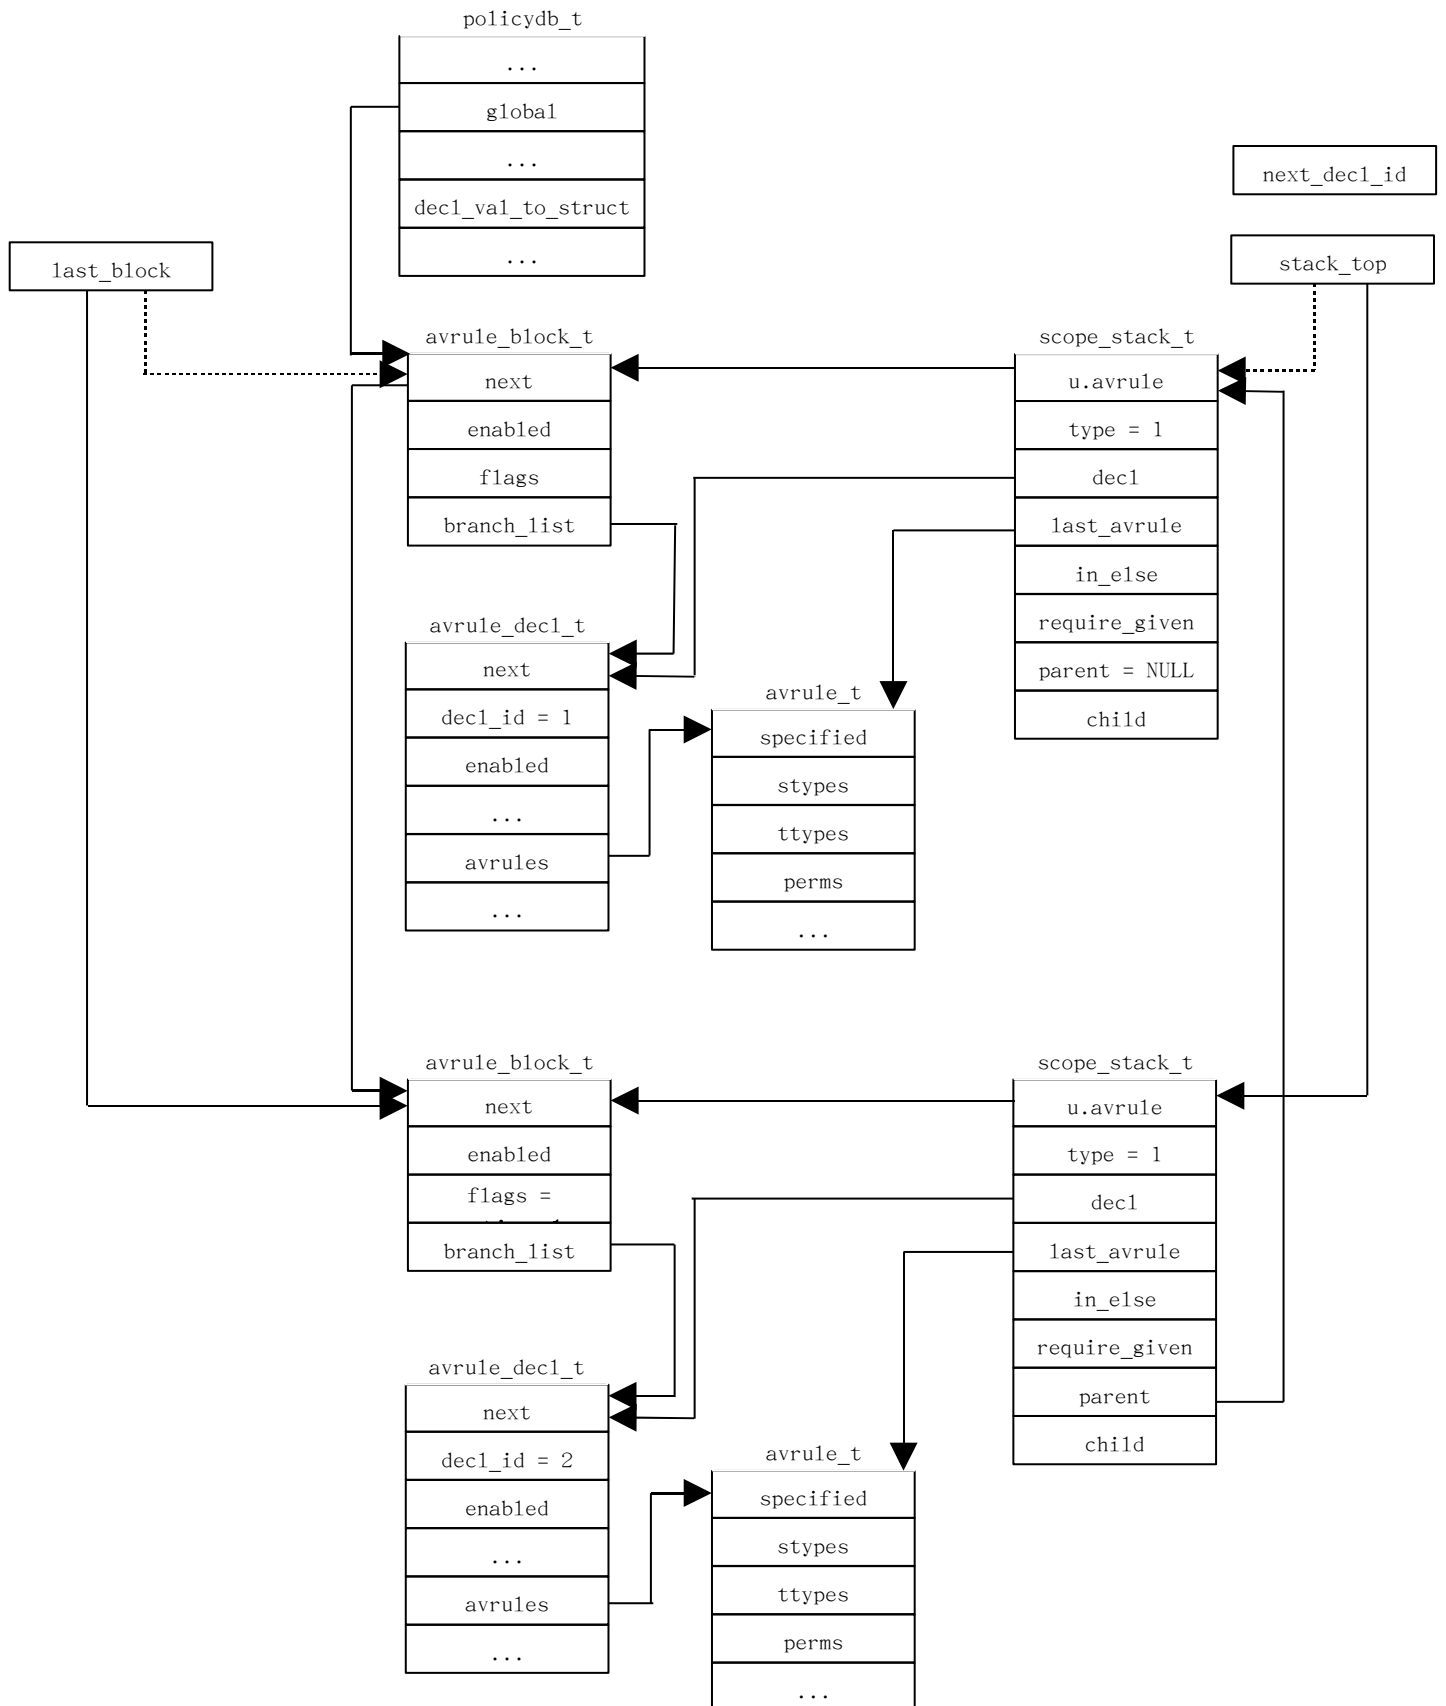 policydb_t
...
global
...
decl_val_to_struct
...
next_decl_id
last_block
stack_top
avrule_block_t
next
enabled
flags
branch_list
scope_stack_t
u.avrule
type = 1
decl
last_avrule
in_else
require_given
parent = NULL
child
avrule_decl_t
next
decl_id = 1
enabled
...
avrules
...
avrule_t
specified
stypes
ttypes
perms
...
avrule_block_t
next
enabled
flags =
branch_list
scope_stack_t
u.avrule
type = 1
decl
last_avrule
in_else
require_given
parent
child
avrule_decl_t
next
decl_id = 2
enabled
...
avrules
...
avrule_t
specified
stypes
ttypes
perms
...